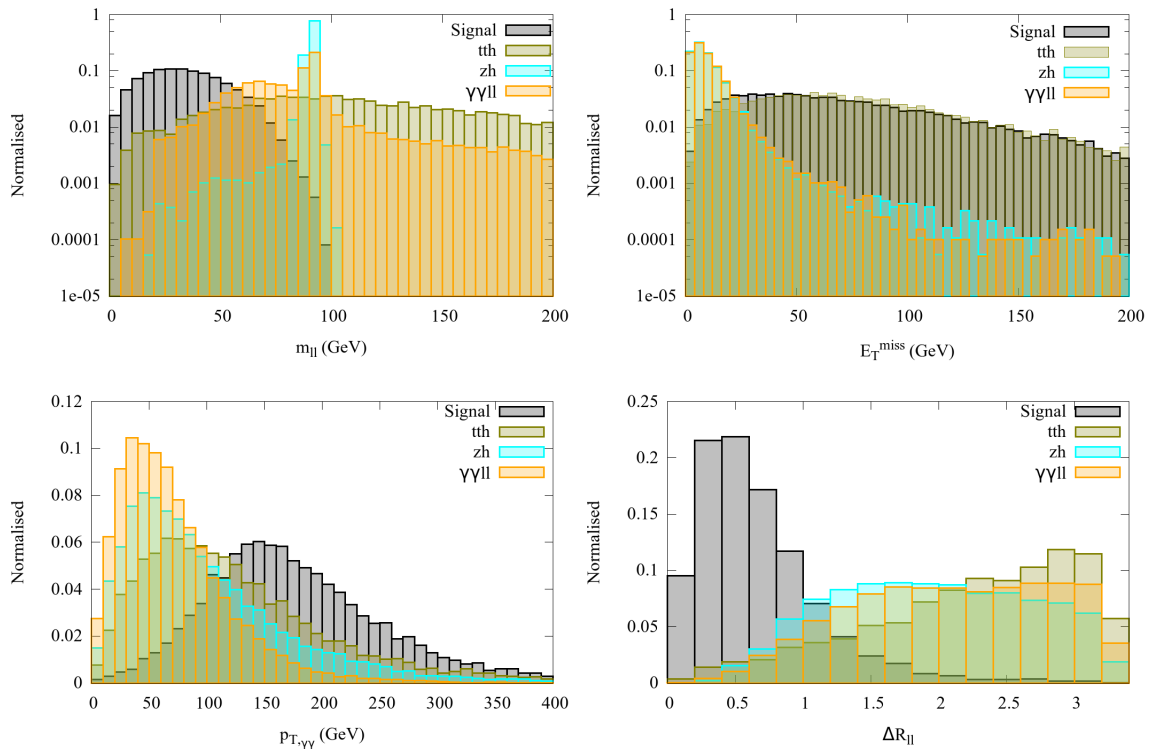 1
0.1
0.01
0.001
0.0001
1e-05
Normalised
0 50 100 150 200
m_ll (GeV)
Signal
tth
zh
γγll
1
0.1
0.01
0.001
0.0001
1e-05
Normalised
0 50 100 150 200
E_T^miss (GeV)
Signal
tth
zh
γγll
0.12
0.1
0.08
0.06
0.04
0.02
0
Normalised
0 50 100 150 200 250 300 350 400
p_T,γγ (GeV)
Signal
tth
zh
γγll
0.25
0.2
0.15
0.1
0.05
0
Normalised
0 0.5 1 1.5 2 2.5 3
ΔR_ll
Signal
tth
zh
γγll